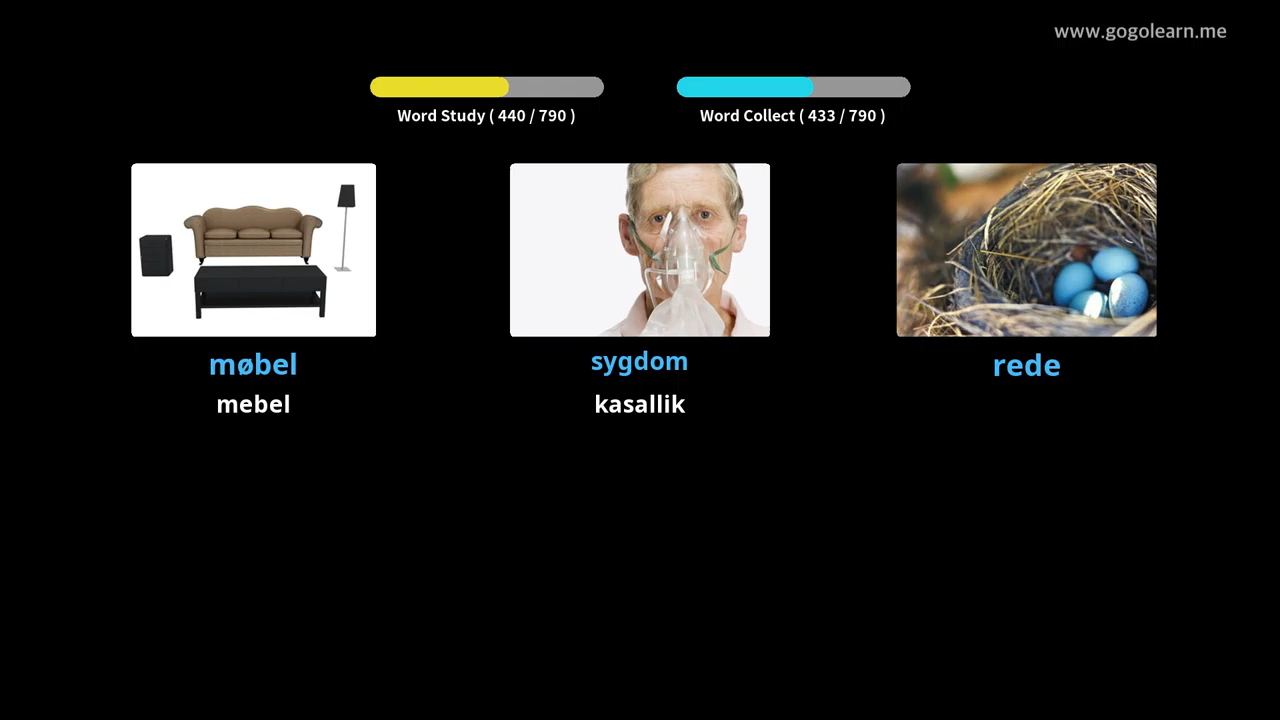 www.gogolearn.me
Word Study ( 440 / 790 )
Word Collect ( 433 / 790 )
møbel
mebel
sygdom
kasallik
rede